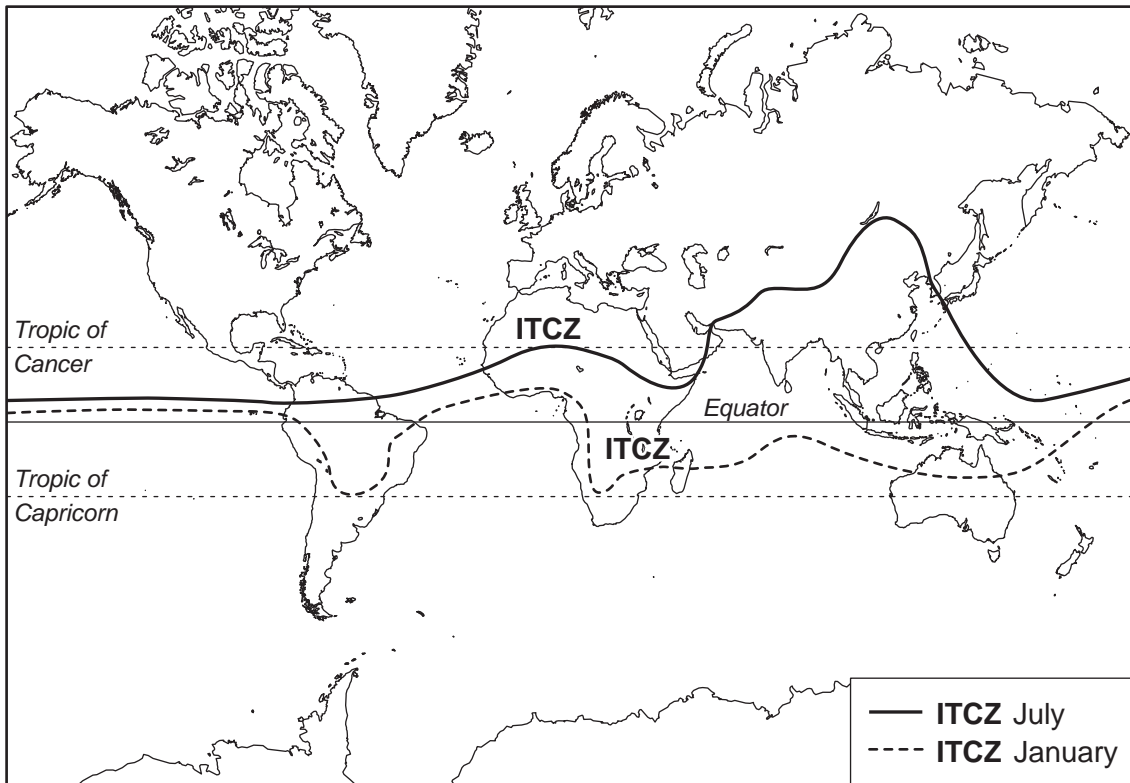 ITCZ
Tropic of
Cancer
Equator
ITCZ
Tropic of
Capricorn
ITCZ July
ITCZ January